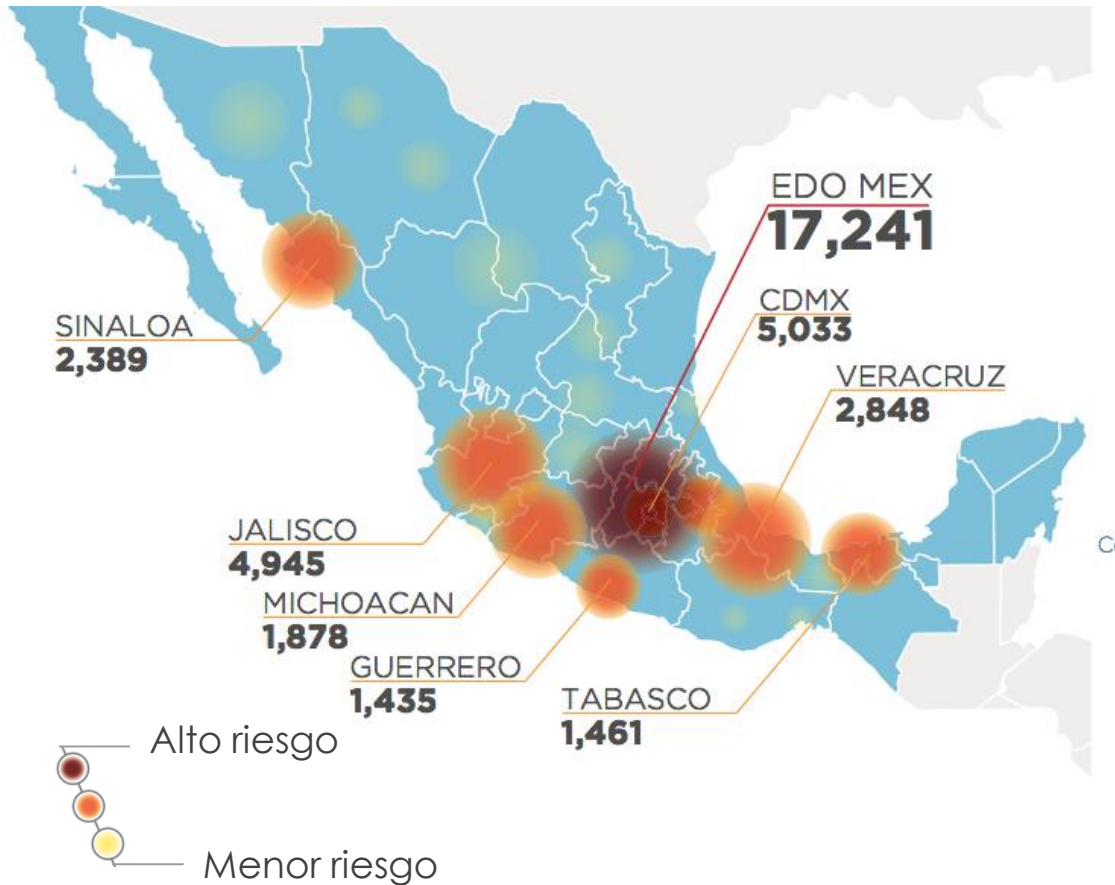 EDO MEX
17,241
CDMX
5,033
SINALOA
2,389
VERACRUZ
2,848
JALISCO
4,945
MICHOACAN
1,878
GUERRERO
1,435
TABASCO
1,461
Alto riesgo
Menor riesgo